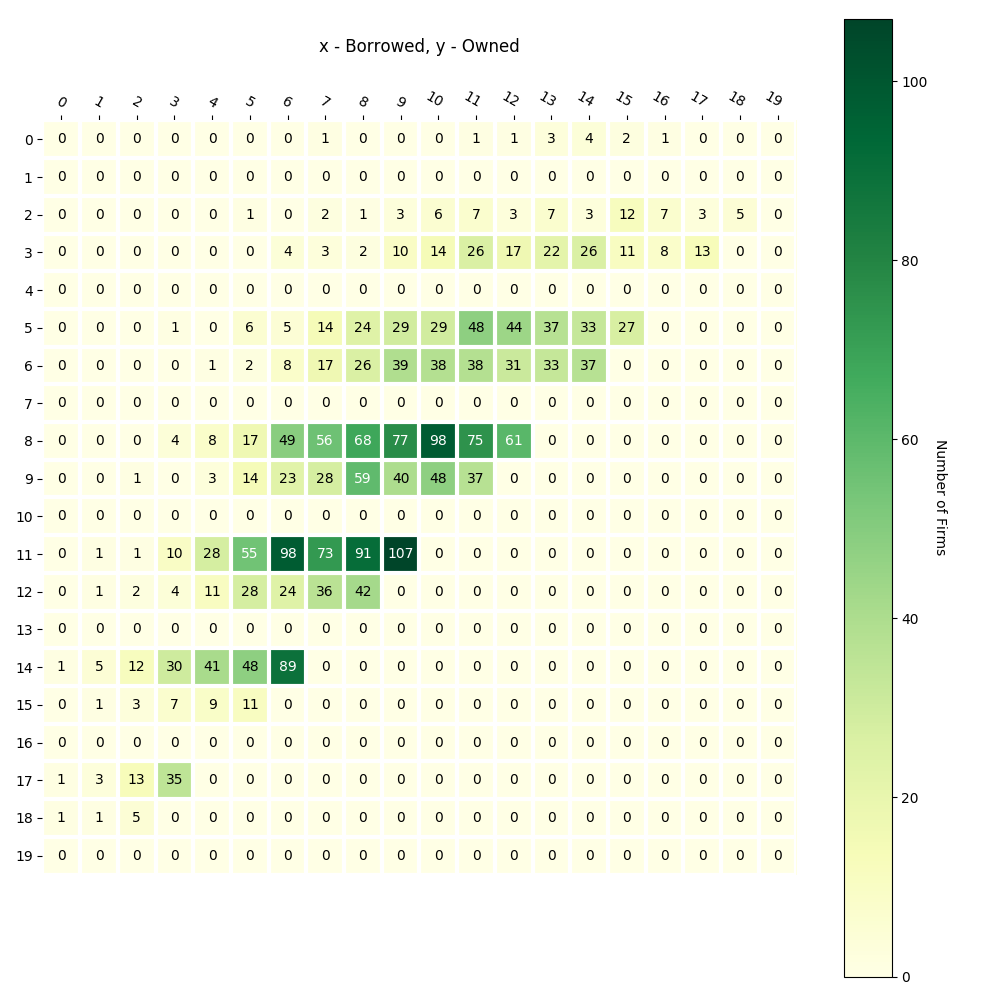 x - Borrowed, y - Owned
0 1 2 3 4 5 6 7 8 9 10 11 12 13 14 15 16 17 18 19
0 0 0 0 0 0 0 0 1 0 0 0 1 1 3 4 2 1 0 0 0
1 0 0 0 0 0 0 0 0 0 0 0 0 0 0 0 0 0 0 0 0
2 0 0 0 0 0 1 0 2 1 3 6 7 3 7 3 12 7 3 5 0
3 0 0 0 0 0 0 4 3 2 10 14 26 17 22 26 11 8 13 0 0
4 0 0 0 0 0 0 0 0 0 0 0 0 0 0 0 0 0 0 0 0
5 0 0 0 1 0 6 5 14 24 29 29 48 44 37 33 27 0 0 0 0
6 0 0 0 0 1 2 8 17 26 39 38 38 31 33 37 0 0 0 0 0
7 0 0 0 0 0 0 0 0 0 0 0 0 0 0 0 0 0 0 0 0
8 0 0 0 4 8 17 49 56 68 77 98 75 61 0 0 0 0 0 0 0
9 0 0 1 0 3 14 23 28 59 40 48 37 0 0 0 0 0 0 0 0
10 0 0 0 0 0 0 0 0 0 0 0 0 0 0 0 0 0 0 0 0
11 0 1 1 10 28 55 98 73 91 107 0 0 0 0 0 0 0 0 0 0
12 0 1 2 4 11 28 24 36 42 0 0 0 0 0 0 0 0 0 0 0
13 0 0 0 0 0 0 0 0 0 0 0 0 0 0 0 0 0 0 0 0
14 1 5 12 30 41 48 89 0 0 0 0 0 0 0 0 0 0 0 0 0
15 0 1 3 7 9 11 0 0 0 0 0 0 0 0 0 0 0 0 0 0
16 0 0 0 0 0 0 0 0 0 0 0 0 0 0 0 0 0 0 0 0
17 1 3 13 35 0 0 0 0 0 0 0 0 0 0 0 0 0 0 0 0
18 1 1 5 0 0 0 0 0 0 0 0 0 0 0 0 0 0 0 0 0
19 0 0 0 0 0 0 0 0 0 0 0 0 0 0 0 0 0 0 0 0
100
80
60
40
20
0
Number of Firms